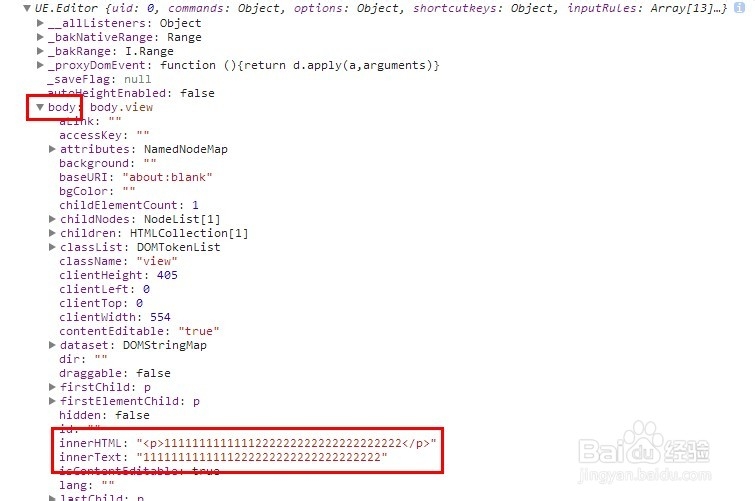 UE.Editor {uid: 0, commands: Object, options: Object, shortcutkeys: Object, inputRules: Array[13]…}
__allListeners: Object
_bakNativeRange: Range
_bakRange: I.Range
_proxyDomEvent: function (){return d.apply(a,arguments)}
_saveFlag: null
autoHeightEnabled: false
body: body.view
aLink: ""
accessKey: ""
attributes: NamedNodeMap
background: ""
baseURI: "about:blank"
bgColor: ""
childElementCount: 1
childNodes: NodeList[1]
children: HTMLCollection[1]
classList: DOMTokenList
className: "view"
clientHeight: 405
clientLeft: 0
clientTop: 0
clientWidth: 554
contentEditable: "true"
dataset: DOMStringMap
dir: ""
draggable: false
firstChild: p
firstElementChild: p
hidden: false
id: ""
innerHTML: "<p>1111111111111122222222222222222222</p>"
innerText: "1111111111111122222222222222222222"
isContentEditable: true
lang: ""
lastChild: p
Baidu 经验
jingyan.baidu.com